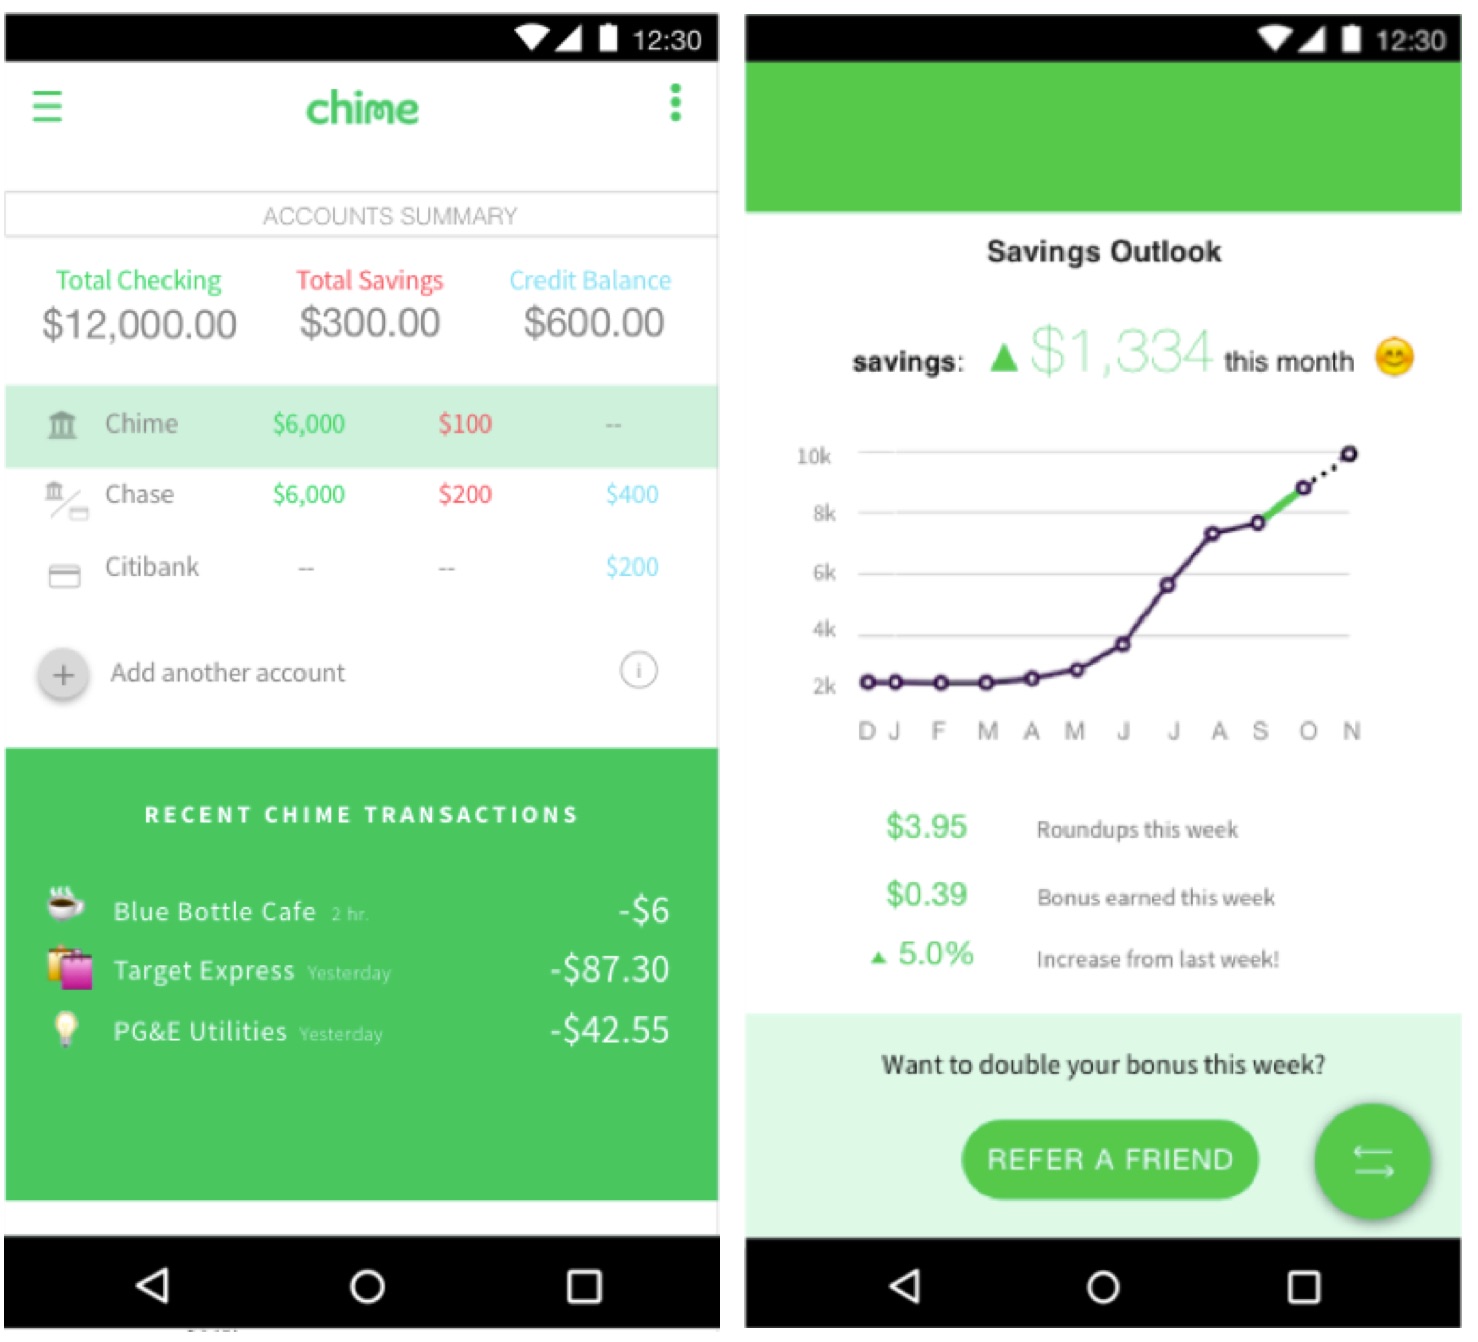 12:30
chime
ACCOUNTS SUMMARY
Total Checking Total Savings Credit Balance
$12,000.00 $300.00 $600.00
Chime $6,000 $100 --
Chase $6,000 $200 $400
Citibank -- -- $200
+ Add another account i
RECENT CHIME TRANSACTIONS
Blue Bottle Cafe 2 hr. -$6
Target Express Yesterday -$87.30
PG&E Utilities Yesterday -$42.55
12:30
Savings Outlook
savings: ▲ $1,334 this month
10k
8k
6k
4k
2k
D J F M A M J J A S O N
$3.95 Roundups this week
$0.39 Bonus earned this week
▲ 5.0% Increase from last week!
Want to double your bonus this week?
REFER A FRIEND